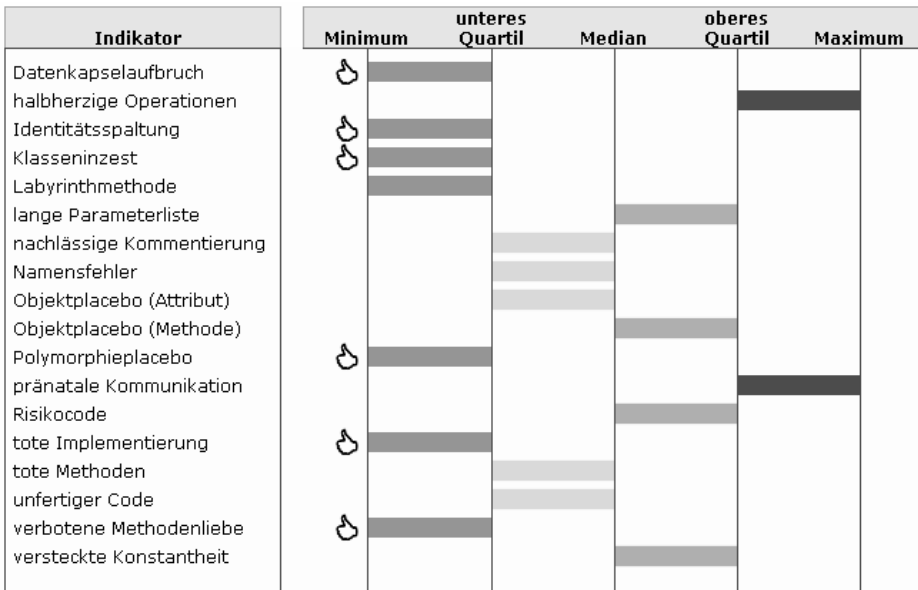 Indikator
Minimum
unteres
Quartil
Median
oberes
Quartil
Maximum
Datenkapselaufbruch
halbherzige Operationen
Identitätsspaltung
Klasseninzest
Labyrinthmethode
lange Parameterliste
nachlässige Kommentierung
Namensfehler
Objektplacebo (Attribut)
Objektplacebo (Methode)
Polymorphieplacebo
pränatale Kommunikation
Risikocode
tote Implementierung
tote Methoden
unfertiger Code
verbotene Methodenliebe
versteckte Konstantheit